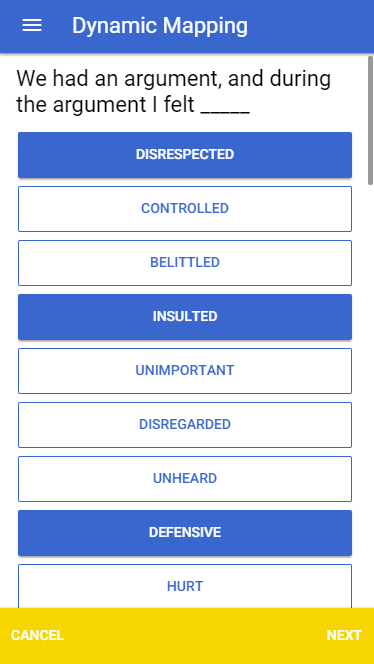 Dynamic Mapping
We had an argument, and during
the argument I felt _____
DISRESPECTED
CONTROLLED
BELITTLED
INSULTED
UNIMPORTANT
DISREGARDED
UNHEARD
DEFENSIVE
HURT
CANCEL NEXT